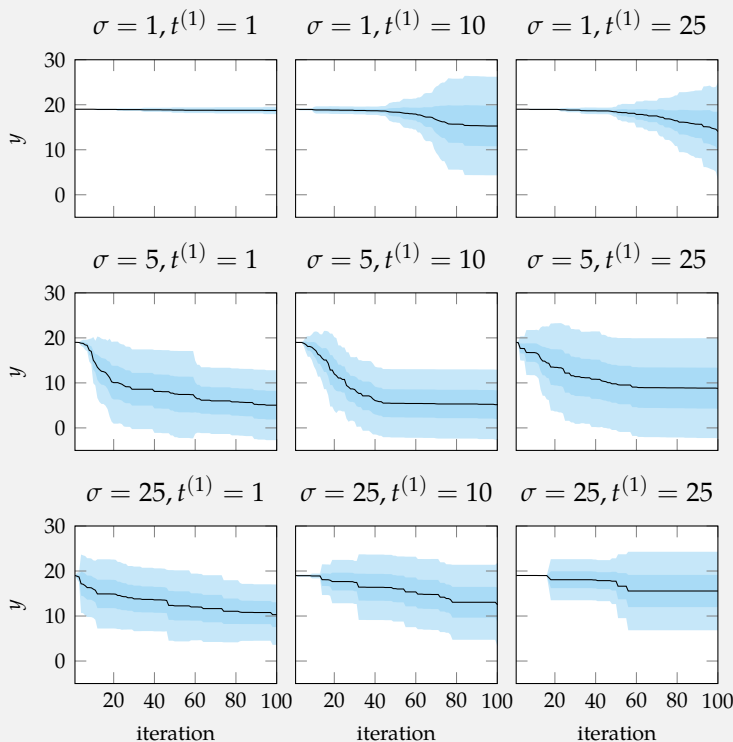 σ = 1, t(1) = 1 σ = 1, t(1) = 10 σ = 1, t(1) = 25
30
20
10
0
y
σ = 5, t(1) = 1 σ = 5, t(1) = 10 σ = 5, t(1) = 25
30
20
10
0
y
σ = 25, t(1) = 1 σ = 25, t(1) = 10 σ = 25, t(1) = 25
30
20
10
0
y
20 40 60 80 100 20 40 60 80 100 20 40 60 80 100
iteration iteration iteration